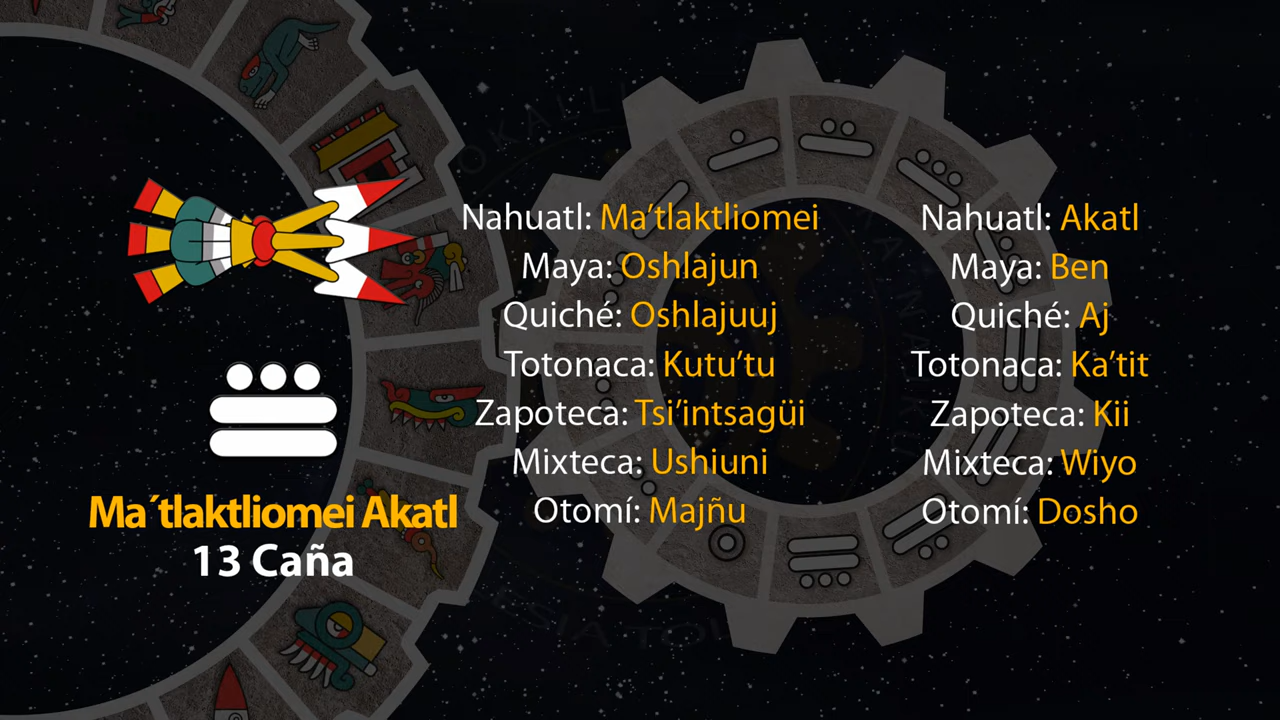 Nahuatl: Ma’tlaktliomei
Maya: Oshlajun
Quiché: Oshlajuuj
Totonaca: Kutu’tu
Zapoteca: Tsi’intsagüi
Mixteca: Ushiuni
Otomí: Majñu
Nahuatl: Akatl
Maya: Ben
Quiché: Aj
Totonaca: Ka’tit
Zapoteca: Kii
Mixteca: Wiyo
Otomí: Dosho
Ma´tlaktliomei Akatl
13 Caña